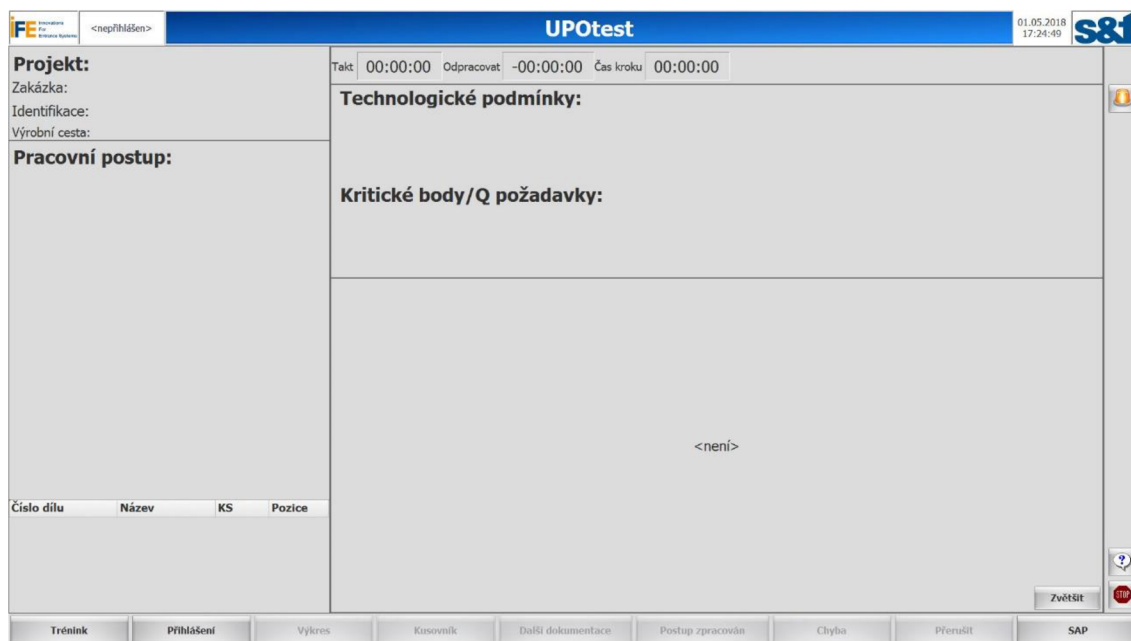 IFE Innovations
For
Entrance Systems
<nepřihlášen>
UPOtest
01.05.2018
17:24:49
s&t
Projekt:
Zakázka:
Identifikace:
Výrobní cesta:
Takt 00:00:00 Odpracovat -00:00:00 Čas kroku 00:00:00
Technologické podmínky:
Pracovní postup:
Kritické body/Q požadavky:
<není>
Číslo dílu Název KS Pozice
?
Zvětšit
STOP
Trénink Přihlášení Výkres Kusovník Další dokumentace Postup zpracován Chyba Přerušit SAP